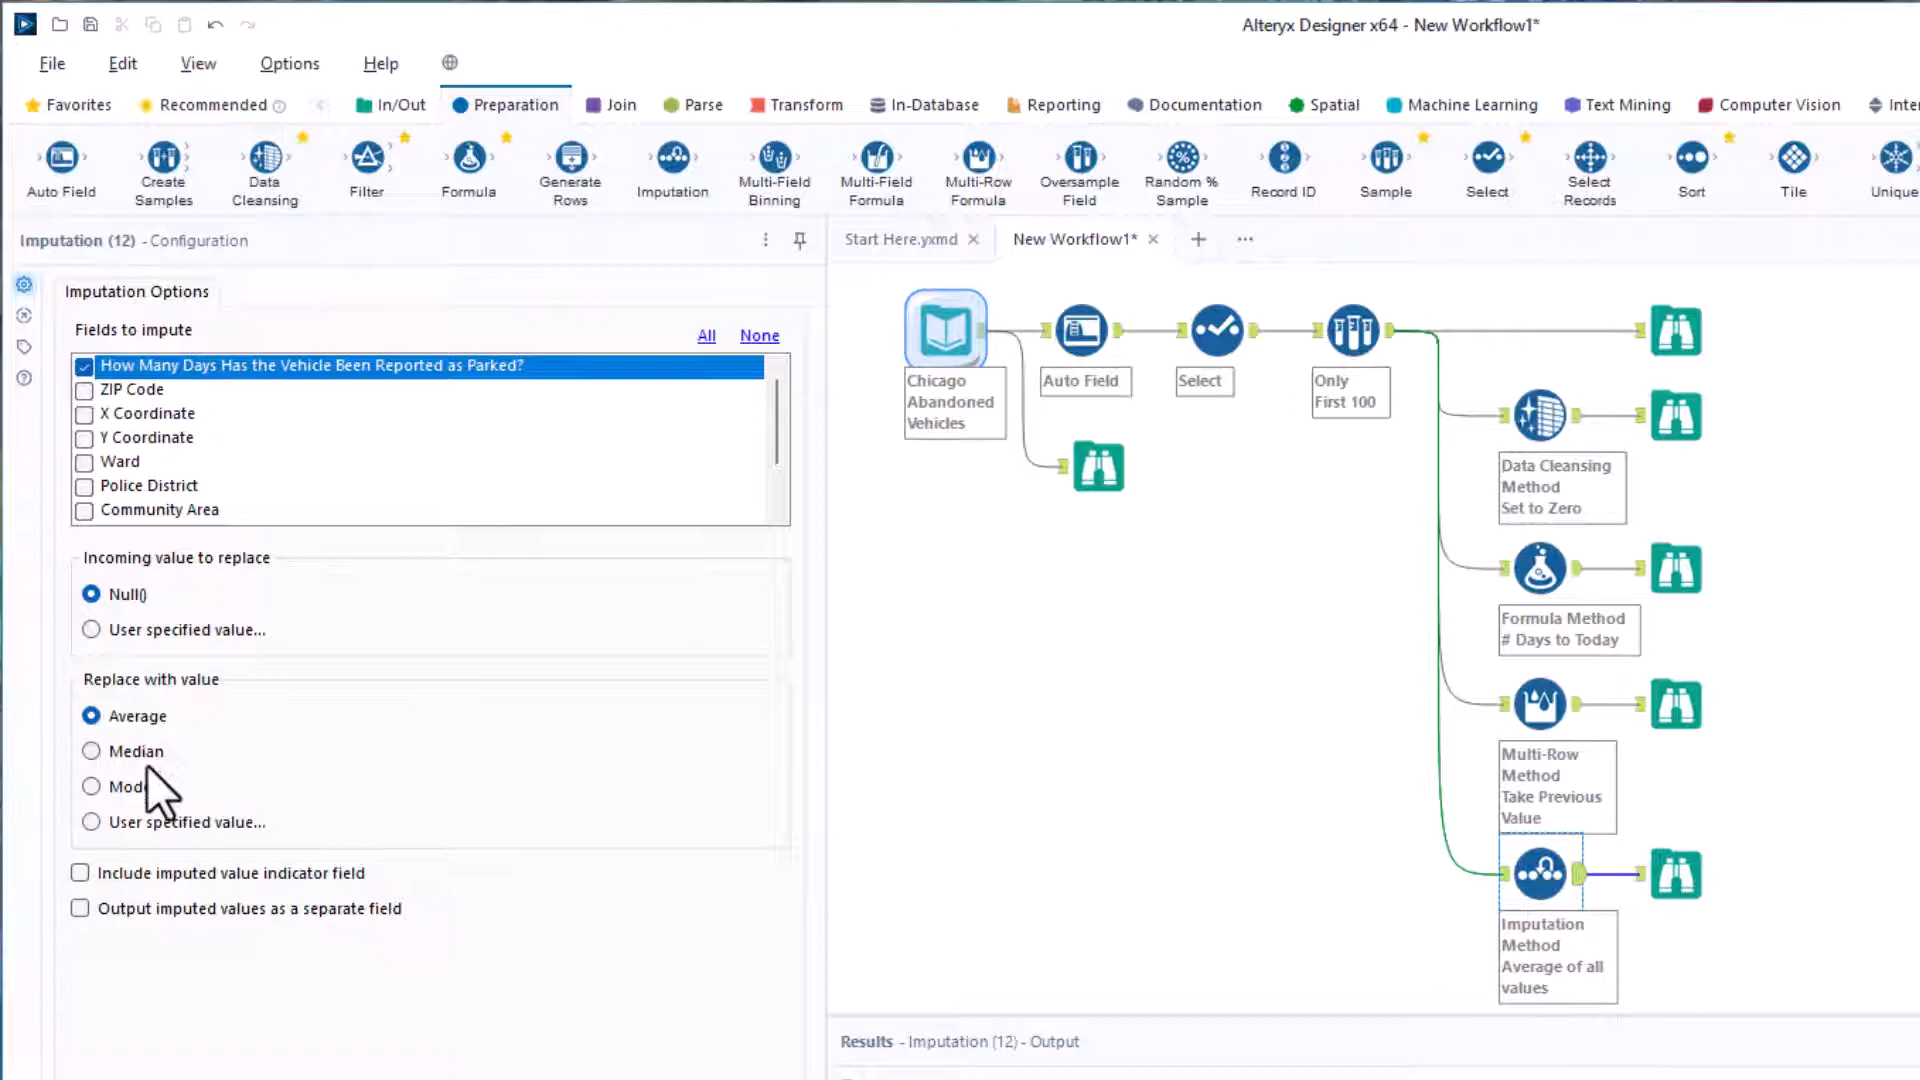 Alteryx Designer x64 - New Workflow1*
File Edit View Options Help
Favorites Recommended In/Out Preparation Join Parse Transform In-Database Reporting Documentation Spatial Machine Learning Text Mining Computer Vision
Auto Field
Create Samples
Data Cleansing
Filter
Formula
Generate Rows
Imputation
Multi-Field Binning
Multi-Field Formula
Multi-Row Formula
Oversample Field
Random % Sample
Record ID
Sample
Select
Select Records
Sort
Tile
Unique
Imputation (12) - Configuration
Imputation Options
Fields to impute
All None
How Many Days Has the Vehicle Been Reported as Parked?
ZIP Code
X Coordinate
Y Coordinate
Ward
Police District
Community Area
Incoming value to replace
Null()
User specified value...
Replace with value
Average
Median
User specified value...
Include imputed value indicator field
Output imputed values as a separate field
Start Here.yxmd New Workflow1*
Chicago
Abandoned
Vehicles
Auto Field
Select
Only
First 100
Data Cleansing
Method
Set to Zero
Formula Method
# Days to Today
Multi-Row
Method
Take Previous
Value
Imputation
Method
Average of all
values
Results - Imputation (12) - Output